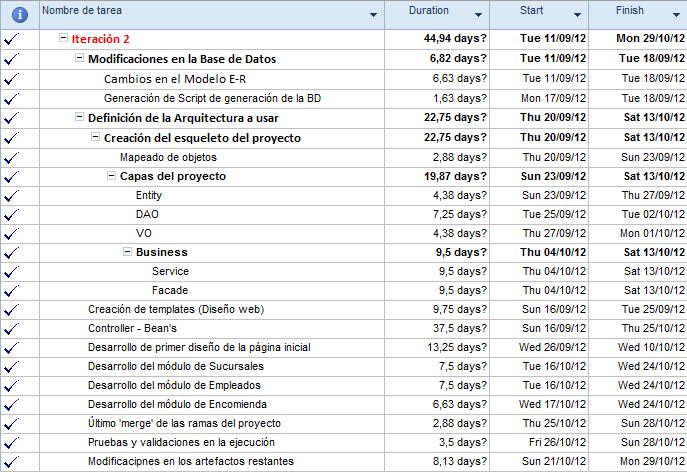 Nombre de tarea Duration Start Finish
Iteración 2 44,94 days? Tue 11/09/12 Mon 29/10/12
Modificaciones en la Base de Datos 6,82 days? Tue 11/09/12 Tue 18/09/12
Cambios en el Modelo E-R 6,63 days? Tue 11/09/12 Tue 18/09/12
Generación de Script de generación de la BD 1,63 days? Mon 17/09/12 Tue 18/09/12
Definición de la Arquitectura a usar 22,75 days? Thu 20/09/12 Sat 13/10/12
Creación del esqueleto del proyecto 22,75 days? Thu 20/09/12 Sat 13/10/12
Mapeado de objetos 2,88 days? Thu 20/09/12 Sun 23/09/12
Capas del proyecto 19,87 days? Sun 23/09/12 Sat 13/10/12
Entity 4,38 days? Sun 23/09/12 Thu 27/09/12
DAO 7,25 days? Tue 25/09/12 Tue 02/10/12
VO 4,38 days? Thu 27/09/12 Mon 01/10/12
Business 9,5 days? Thu 04/10/12 Sat 13/10/12
Service 9,5 days? Thu 04/10/12 Sat 13/10/12
Facade 9,5 days? Thu 04/10/12 Sat 13/10/12
Creación de templates (Diseño web) 9,75 days? Sun 16/09/12 Tue 25/09/12
Controller - Bean's 37,5 days? Sun 16/09/12 Thu 25/10/12
Desarrollo de primer diseño de la página inicial 13,25 days? Wed 26/09/12 Wed 10/10/12
Desarrollo del módulo de Sucursales 7,5 days? Tue 16/10/12 Wed 24/10/12
Desarrollo del módulo de Empleados 7,5 days? Tue 16/10/12 Wed 24/10/12
Desarrollo del módulo de Encomienda 6,63 days? Wed 17/10/12 Wed 24/10/12
Último 'merge' de las ramas del proyecto 2,88 days? Thu 25/10/12 Sun 28/10/12
Pruebas y validaciones en la ejecución 3,5 days? Fri 26/10/12 Sun 28/10/12
Modificacipnes en los artefactos restantes 8,13 days? Sun 21/10/12 Mon 29/10/12